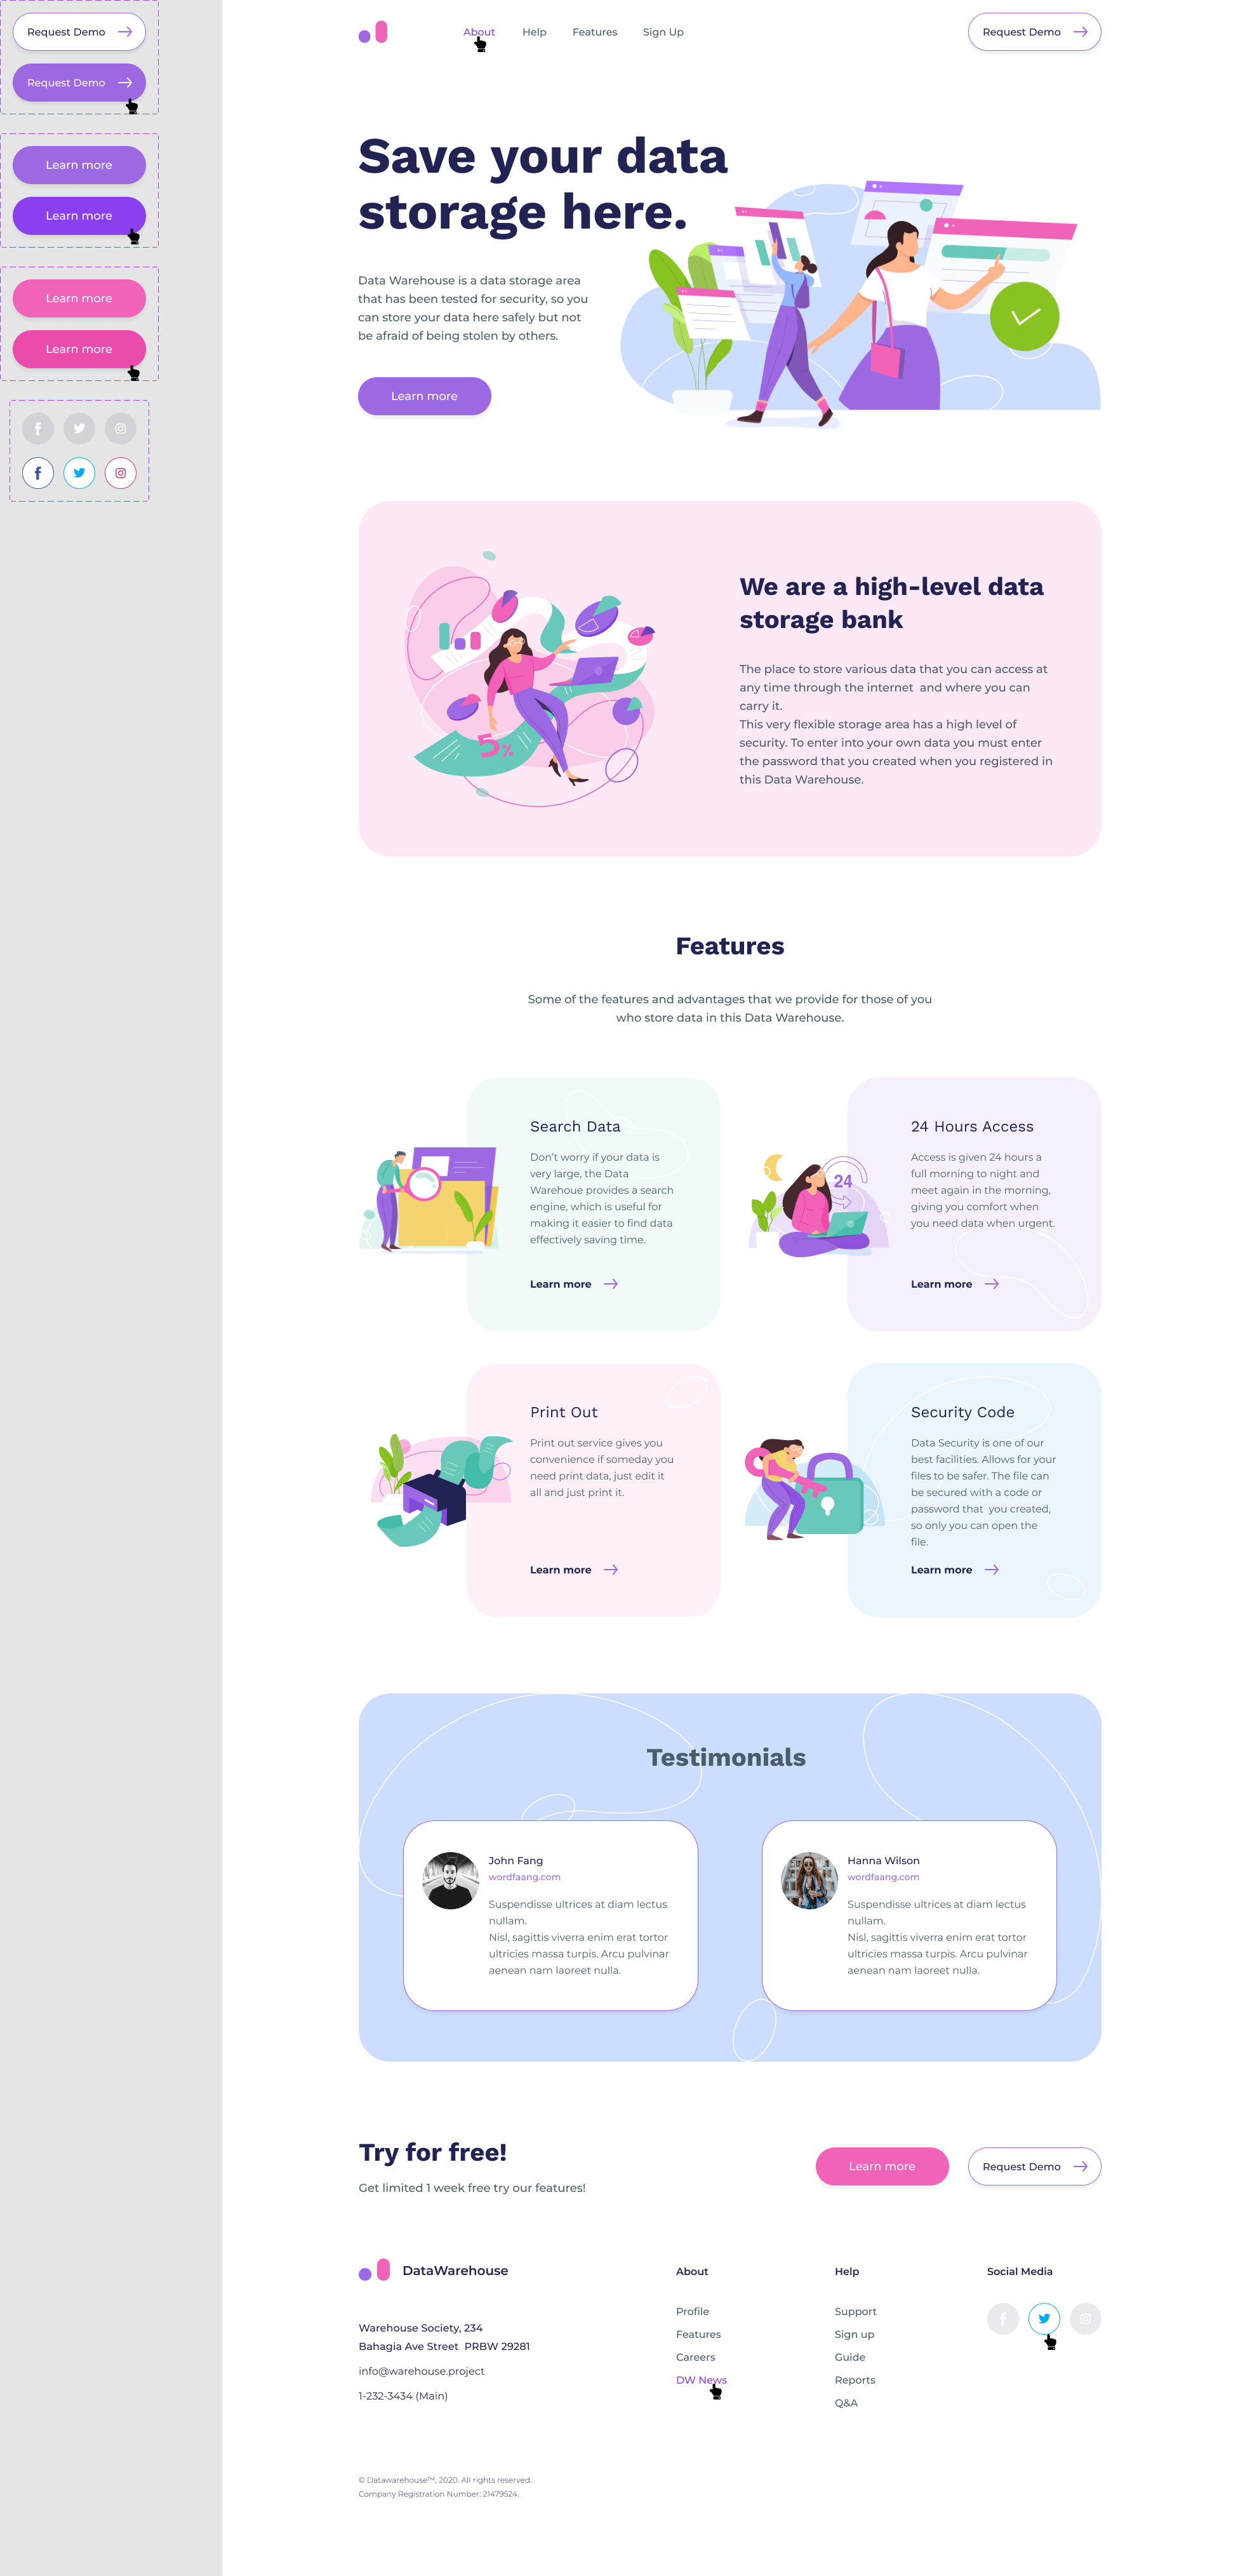 Request Demo
Request Demo
Learn more
Learn more
Learn more
Learn more
About
Help
Features
Sign Up
Request Demo
Save your data
storage here.
Data Warehouse is a data storage area
that has been tested for security, so you
can store your data here safely but not
be afraid of being stolen by others.
Learn more
5%
We are a high-level data
storage bank
The place to store various data that you can access at
any time through the internet  and where you can
carry it.
This very flexible storage area has a high level of
security. To enter into your own data you must enter
the password that you created when you registered in
this Data Warehouse.
Features
Some of the features and advantages that we provide for those of you
who store data in this Data Warehouse.
Search Data
Don't worry if your data is
very large, the Data
Warehoue provides a search
engine, which is useful for
making it easier to find data
effectively saving time.
Learn more
24
24 Hours Access
Access is given 24 hours a
full morning to night and
meet again in the morning,
giving you comfort when
you need data when urgent.
Learn more
Print Out
Print out service gives you
convenience if someday you
need print data, just edit it
all and just print it.
Learn more
Security Code
Data Security is one of our
best facilities. Allows for your
files to be safer. The file can
be secured with a code or
password that  you created,
so only you can open the
file.
Learn more
Testimonials
John Fang
wordfaang.com
Suspendisse ultrices at diam lectus
nullam.
Nisl, sagittis viverra enim erat tortor
ultricies massa turpis. Arcu pulvinar
aenean nam laoreet nulla.
Hanna Wilson
wordfaang.com
Suspendisse ultrices at diam lectus
nullam.
Nisl, sagittis viverra enim erat tortor
ultricies massa turpis. Arcu pulvinar
aenean nam laoreet nulla.
Try for free!
Get limited 1 week free try our features!
Learn more
Request Demo
DataWarehouse
Warehouse Society, 234
Bahagia Ave Street  PRBW 29281
info@warehouse.project
1-232-3434 (Main)
About
Profile
Features
Careers
DW News
Help
Support
Sign up
Guide
Reports
Q&A
Social Media
© Datawarehouse™, 2020. All rights reserved.
Company Registration Number: 21479524.